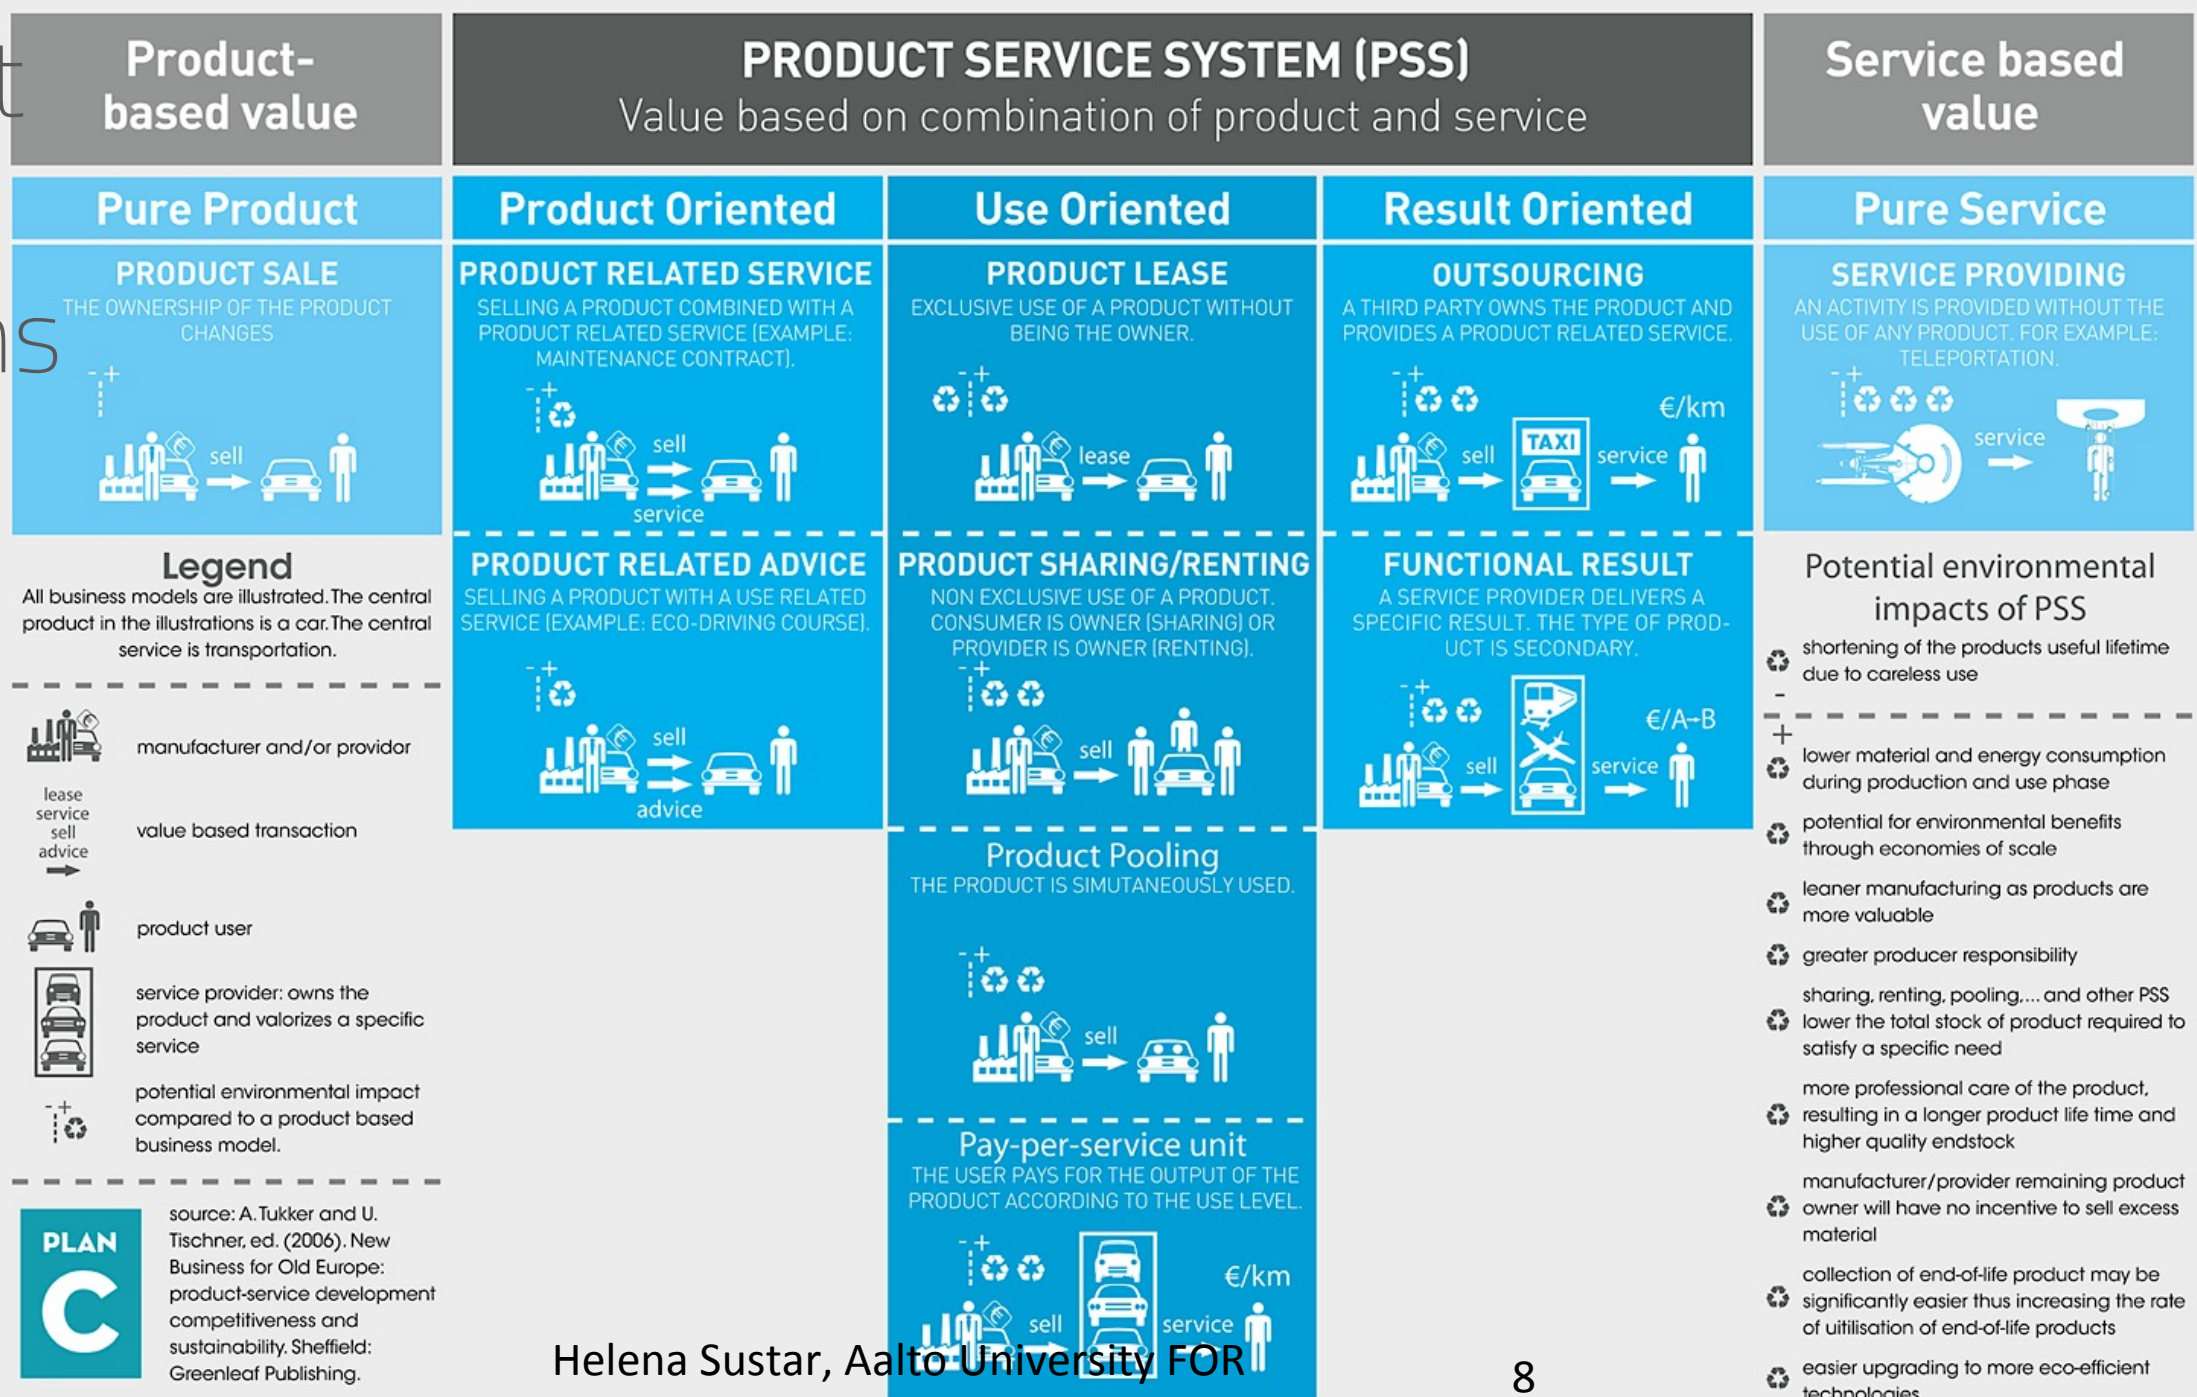 t
ns
Product-
based value
PRODUCT SERVICE SYSTEM (PSS)
Value based on combination of product and service
Service based
value
Pure Product
PRODUCT SALE
THE OWNERSHIP OF THE PRODUCT
CHANGES
- +
sell
Product Oriented
PRODUCT RELATED SERVICE
SELLING A PRODUCT COMBINED WITH A
PRODUCT RELATED SERVICE (EXAMPLE:
MAINTENANCE CONTRACT).
- +
€
sell
service
PRODUCT RELATED ADVICE
SELLING A PRODUCT WITH A USE RELATED
SERVICE (EXAMPLE: ECO-DRIVING COURSE).
- +
€
sell
advice
Use Oriented
PRODUCT LEASE
EXCLUSIVE USE OF A PRODUCT WITHOUT
BEING THE OWNER.
- +
€
lease
PRODUCT SHARING/RENTING
NON EXCLUSIVE USE OF A PRODUCT.
CONSUMER IS OWNER (SHARING) OR
PROVIDER IS OWNER (RENTING).
- +
€
sell
Product Pooling
THE PRODUCT IS SIMUTANEOUSLY USED.
- +
€
sell
Pay-per-service unit
THE USER PAYS FOR THE OUTPUT OF THE
PRODUCT ACCORDING TO THE USE LEVEL.
- +
€/km
€
sell
service
Result Oriented
OUTSOURCING
A THIRD PARTY OWNS THE PRODUCT AND
PROVIDES A PRODUCT RELATED SERVICE.
- +
€/km
€
sell
TAXI
service
FUNCTIONAL RESULT
A SERVICE PROVIDER DELIVERS A
SPECIFIC RESULT. THE TYPE OF PROD-
UCT IS SECONDARY.
- +
€/A-B
€
sell
service
Pure Service
SERVICE PROVIDING
AN ACTIVITY IS PROVIDED WITHOUT THE
USE OF ANY PRODUCT. FOR EXAMPLE:
TELEPORTATION.
- +
service
Legend
All business models are illustrated. The central
product in the illustrations is a car. The central
service is transportation.
manufacturer and/or providor
lease
service
sell
advice
value based transaction
product user
service provider: owns the
product and valorizes a specific
service
- +
potential environmental impact
compared to a product based
business model.
PLAN
C
source: A. Tukker and U.
Tischner, ed. (2006). New
Business for Old Europe:
product-service development
competitiveness and
sustainability. Sheffield:
Greenleaf Publishing.
Potential environmental
impacts of PSS
shortening of the products useful lifetime
due to careless use
-
+
lower material and energy consumption
during production and use phase
potential for environmental benefits
through economies of scale
leaner manufacturing as products are
more valuable
greater producer responsibility
sharing, renting, pooling,... and other PSS
lower the total stock of product required to
satisfy a specific need
more professional care of the product,
resulting in a longer product life time and
higher quality endstock
manufacturer/provider remaining product
owner will have no incentive to sell excess
material
collection of end-of-life product may be
significantly easier thus increasing the rate
of uitilisation of end-of-life products
easier upgrading to more eco-efficient
technologies
Helena Sustar, Aalto University FOR
8